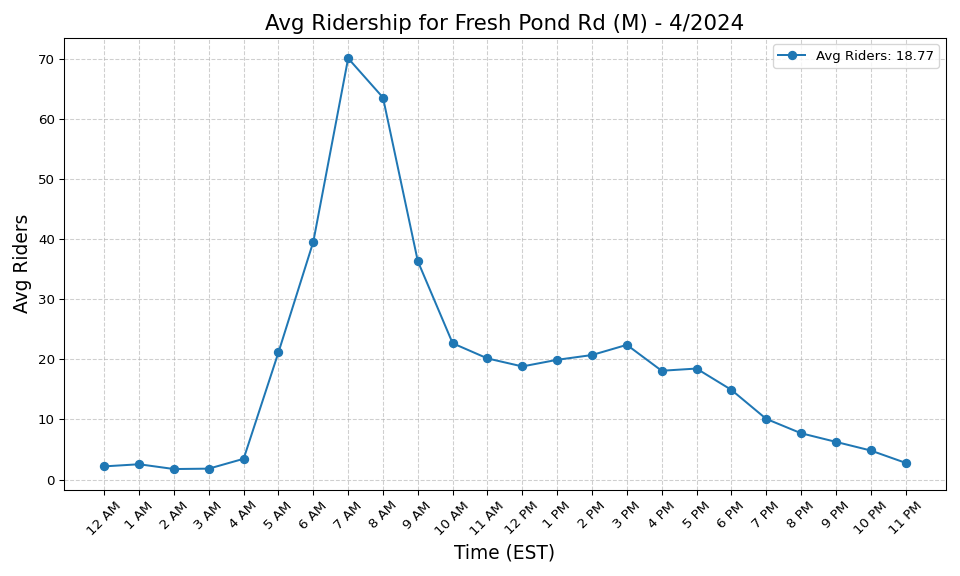 Avg Ridership for Fresh Pond Rd (M) - 4/2024
Avg Riders: 18.77
Avg Riders
70
60
50
40
30
20
10
0
12 AM
1 AM
2 AM
3 AM
4 AM
5 AM
6 AM
7 AM
8 AM
9 AM
10 AM
11 AM
12 PM
1 PM
2 PM
3 PM
4 PM
5 PM
6 PM
7 PM
8 PM
9 PM
10 PM
11 PM
Time (EST)